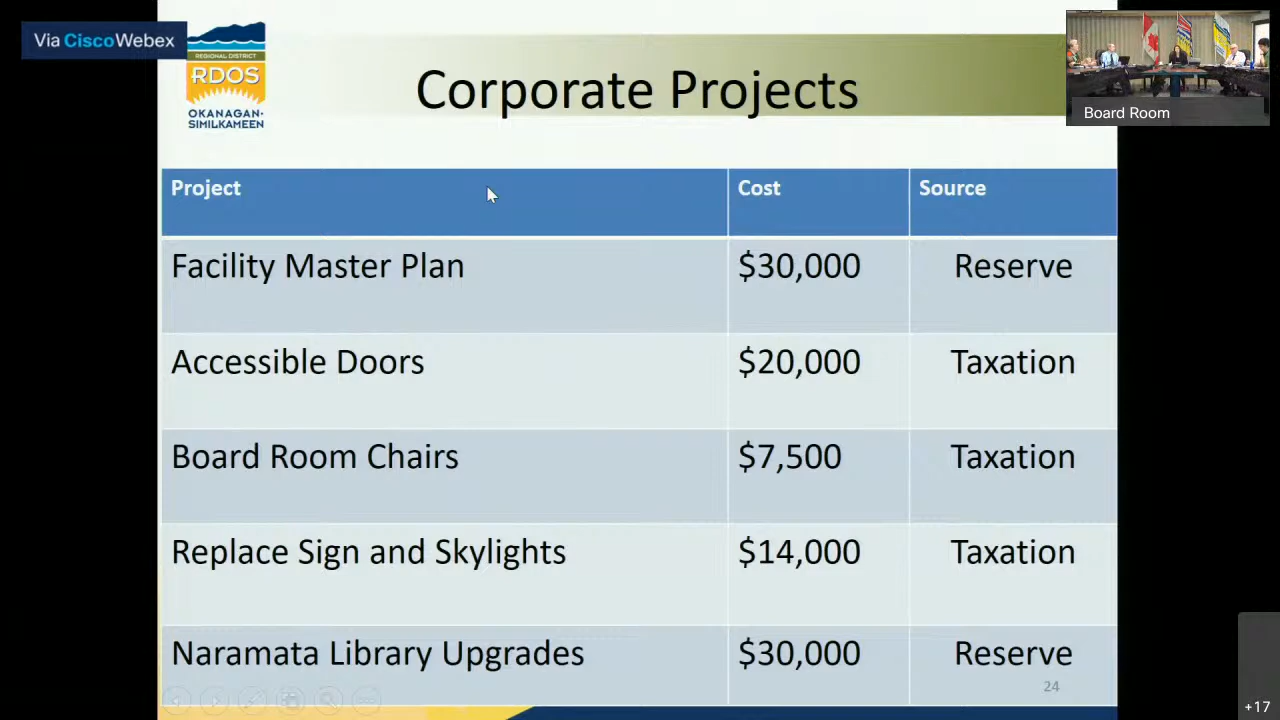 Via Cisco Webex
REGIONAL DISTRICT
RDOS
OKANAGAN-
SIMILKAMEEN
Corporate Projects
Board Room
Project Cost Source
Facility Master Plan $30,000 Reserve
Accessible Doors $20,000 Taxation
Board Room Chairs $7,500 Taxation
Replace Sign and Skylights $14,000 Taxation
Naramata Library Upgrades $30,000 Reserve
24
+17